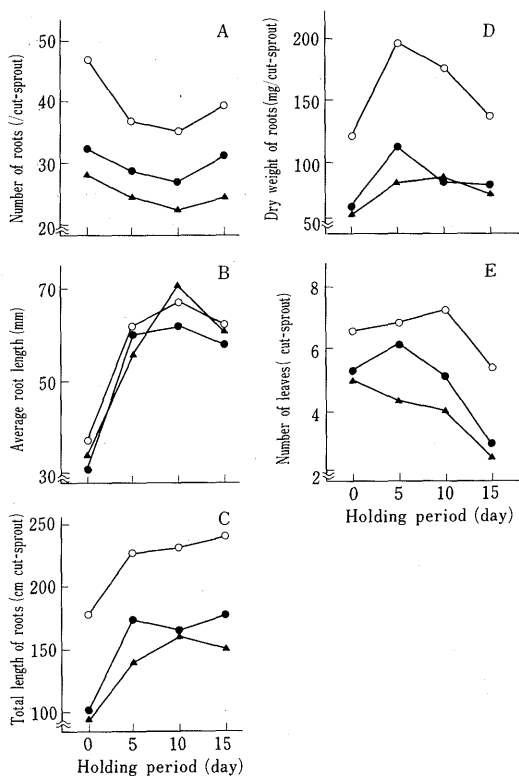 A
Number of roots (/cut-sprout)
50
40
30
20
B
Average root length (mm)
70
50
30
C
Total length of roots (cm cut-sprout)
250
200
150
100
0 5 10 15
Holding period (day)
D
Dry weight of roots(mg/cut-sprout)
200
150
100
50
E
Number of leaves( cut-sprout)
8
6
4
2
0 5 10 15
Holding period (day)